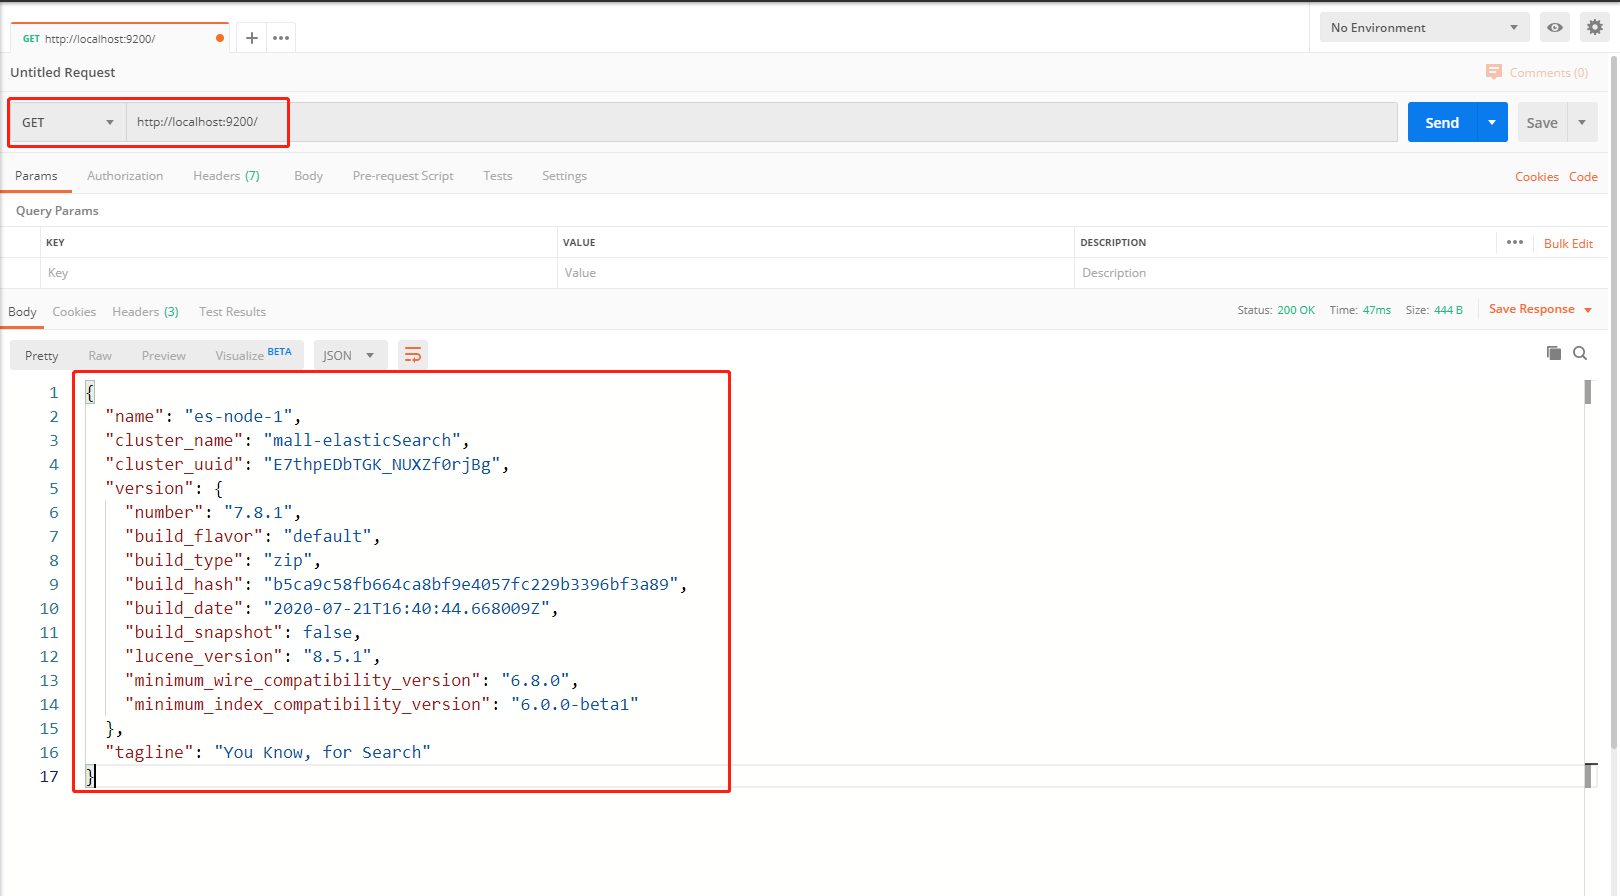 GET http://localhost:9200/
No Environment
Untitled Request
Comments (0)
GET http://localhost:9200/
Send
Save
Params Authorization Headers (7) Body Pre-request Script Tests Settings
Cookies Code
Query Params
KEY VALUE DESCRIPTION
Bulk Edit
Key Value Description
Body Cookies Headers (3) Test Results
Status: 200 OK Time: 47ms Size: 444 B
Save Response
Pretty Raw Preview Visualize BETA JSON
1 {
2 "name": "es-node-1",
3 "cluster_name": "mall-elasticSearch",
4 "cluster_uuid": "E7thpEDbTGK_NUXZf0rjBg",
5 "version": {
6 "number": "7.8.1",
7 "build_flavor": "default",
8 "build_type": "zip",
9 "build_hash": "b5ca9c58fb664ca8bf9e4057fc229b3396bf3a89",
10 "build_date": "2020-07-21T16:40:44.668009Z",
11 "build_snapshot": false,
12 "lucene_version": "8.5.1",
13 "minimum_wire_compatibility_version": "6.8.0",
14 "minimum_index_compatibility_version": "6.0.0-beta1"
15 },
16 "tagline": "You Know, for Search"
17 }